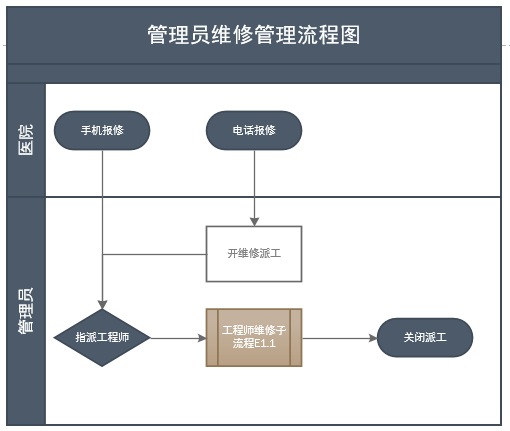 管理员维修管理流程图
医院
手机报修
电话报修
管理员
开维修派工
指派工程师
工程师维修子
流程E1.1
关闭派工